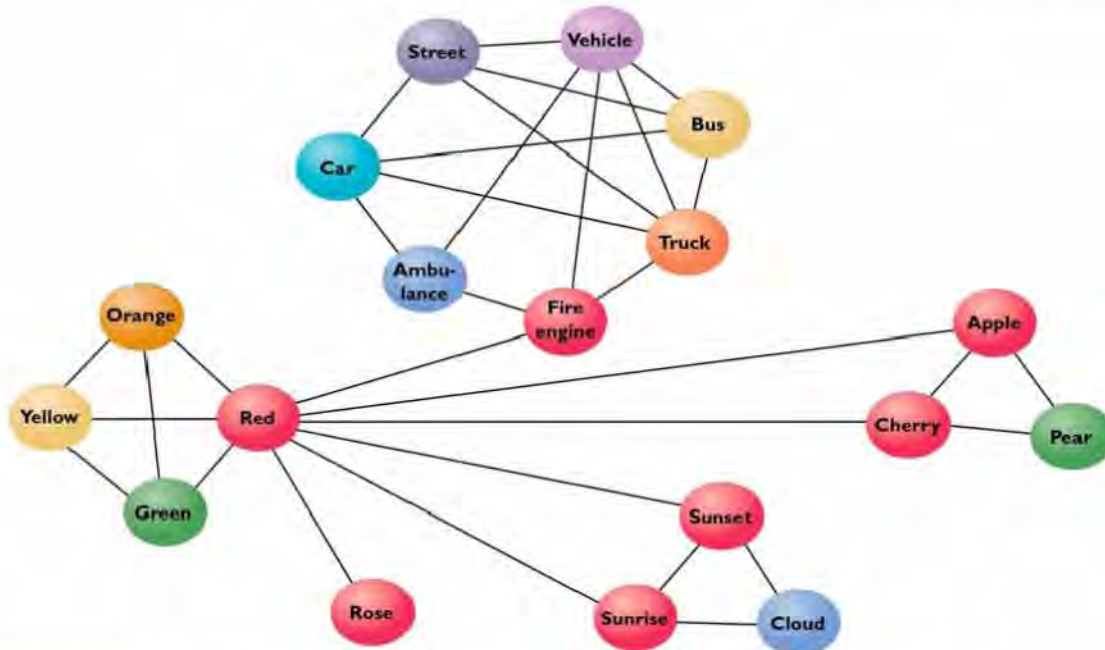 Street
Vehicle
Bus
Car
Truck
Ambu-
lance
Fire
engine
Orange
Apple
Yellow
Red
Cherry
Pear
Green
Sunset
Rose
Sunrise
Cloud